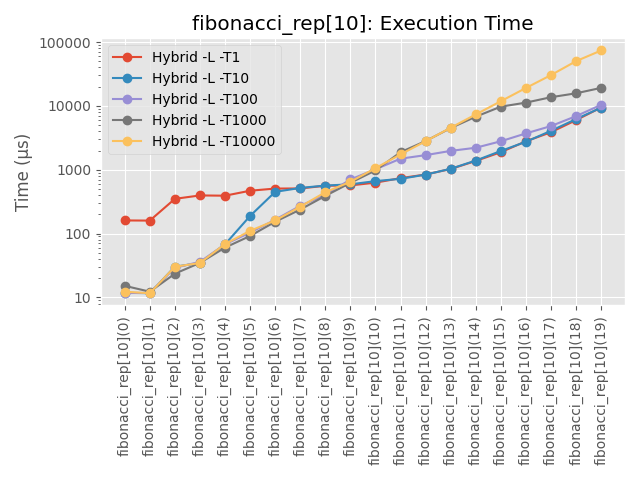 fibonacci_rep[10]: Execution Time
Time (µs)
100000
10000
1000
100
10
Hybrid -L -T1
Hybrid -L -T10
Hybrid -L -T100
Hybrid -L -T1000
Hybrid -L -T10000
fibonacci_rep[10](0)
fibonacci_rep[10](1)
fibonacci_rep[10](2)
fibonacci_rep[10](3)
fibonacci_rep[10](4)
fibonacci_rep[10](5)
fibonacci_rep[10](6)
fibonacci_rep[10](7)
fibonacci_rep[10](8)
fibonacci_rep[10](9)
fibonacci_rep[10](10)
fibonacci_rep[10](11)
fibonacci_rep[10](12)
fibonacci_rep[10](13)
fibonacci_rep[10](14)
fibonacci_rep[10](15)
fibonacci_rep[10](16)
fibonacci_rep[10](17)
fibonacci_rep[10](18)
fibonacci_rep[10](19)